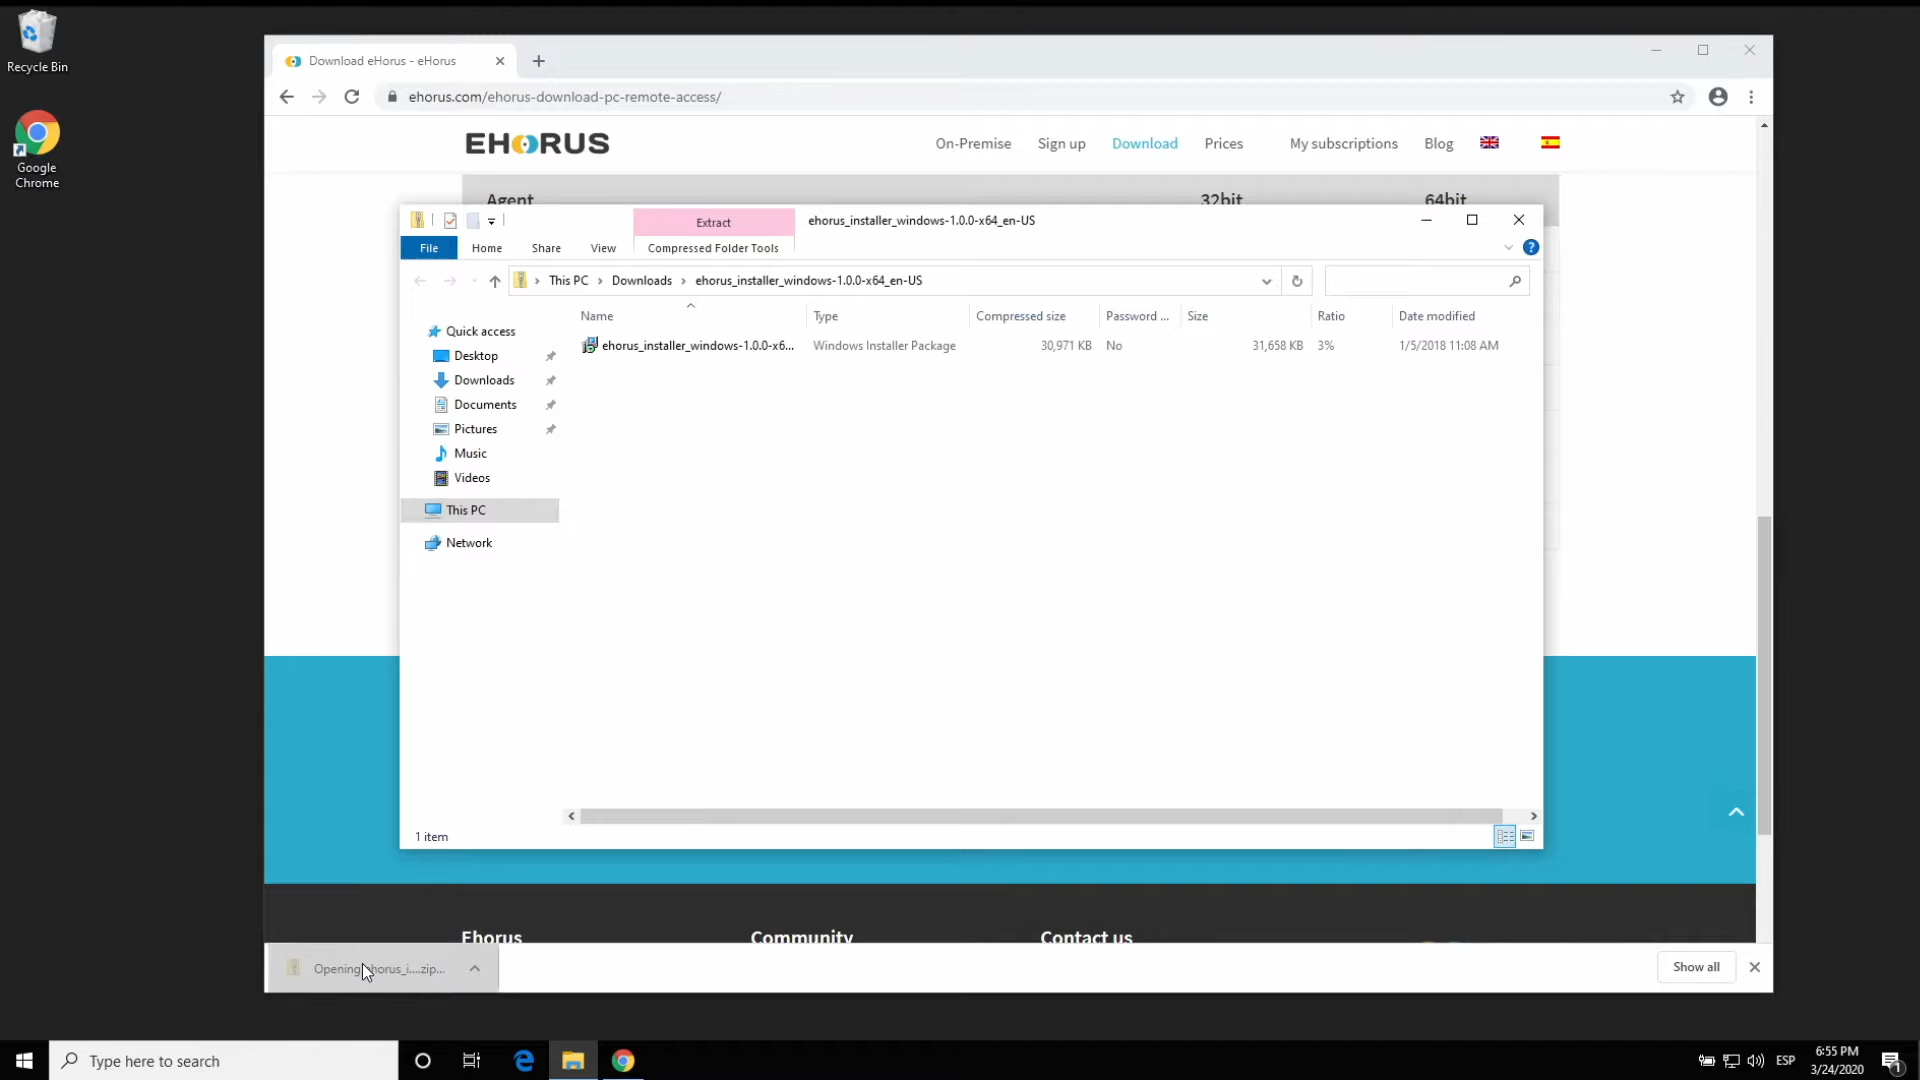 Recycle Bin
Google
Chrome
Download eHorus - eHorus
ehorus.com/ehorus-download-pc-remote-access/
EHORUS
On-Premise Sign up Download Prices My subscriptions Blog
Agent 32bit 64bit
Extract ehorus_installer_windows-1.0.0-x64_en-US
File Home Share View Compressed Folder Tools
This PC Downloads ehorus_installer_windows-1.0.0-x64_en-US
Name Type Compressed size Password ... Size Ratio Date modified
ehorus_installer_windows-1.0.0-x6... Windows Installer Package 30,971 KB No 31,658 KB 3% 1/5/2018 11:08 AM
Quick access
Desktop
Downloads
Documents
Pictures
Music
Videos
This PC
Network
1 item
Ehorus Community Contact us
Opening ehorus_i....zip...
Show all
Type here to search
ESP
6:55 PM
3/24/2020
1